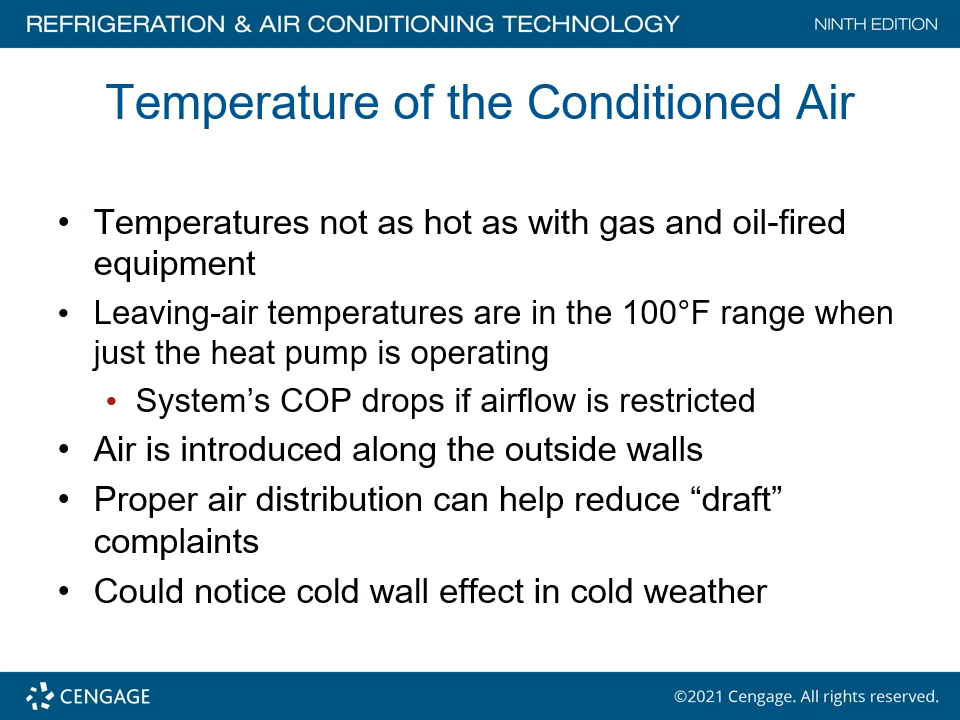 REFRIGERATION & AIR CONDITIONING TECHNOLOGY
NINTH EDITION
Temperature of the Conditioned Air
• Temperatures not as hot as with gas and oil-fired
equipment
• Leaving-air temperatures are in the 100°F range when
just the heat pump is operating
• System’s COP drops if airflow is restricted
• Air is introduced along the outside walls
• Proper air distribution can help reduce “draft”
complaints
• Could notice cold wall effect in cold weather
CENGAGE
©2021 Cengage. All rights reserved.